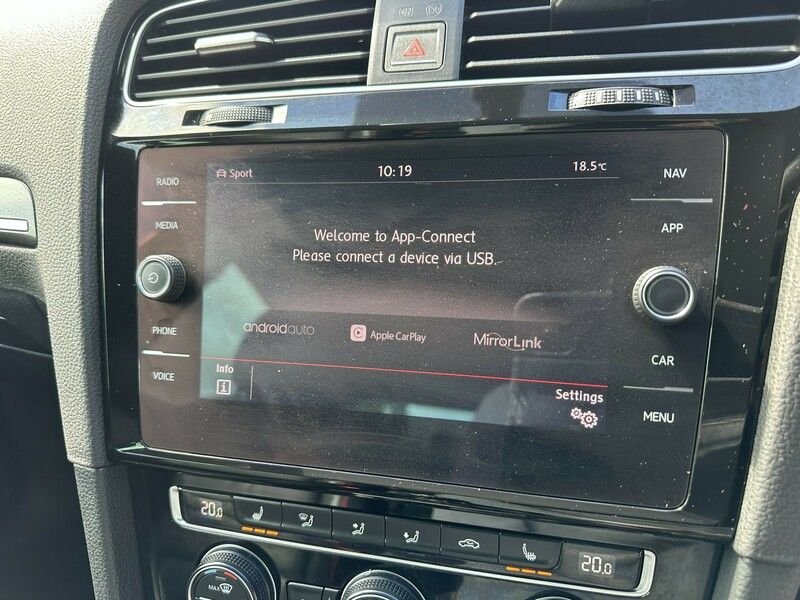 RADIO
MEDIA
PHONE
VOICE
Sport
10:19
18.5°C
Welcome to App-Connect
Please connect a device via USB.
androidauto
Apple CarPlay
MirrorLink
Info
i
Settings
NAV
APP
CAR
MENU
20.0
20.0
MAX